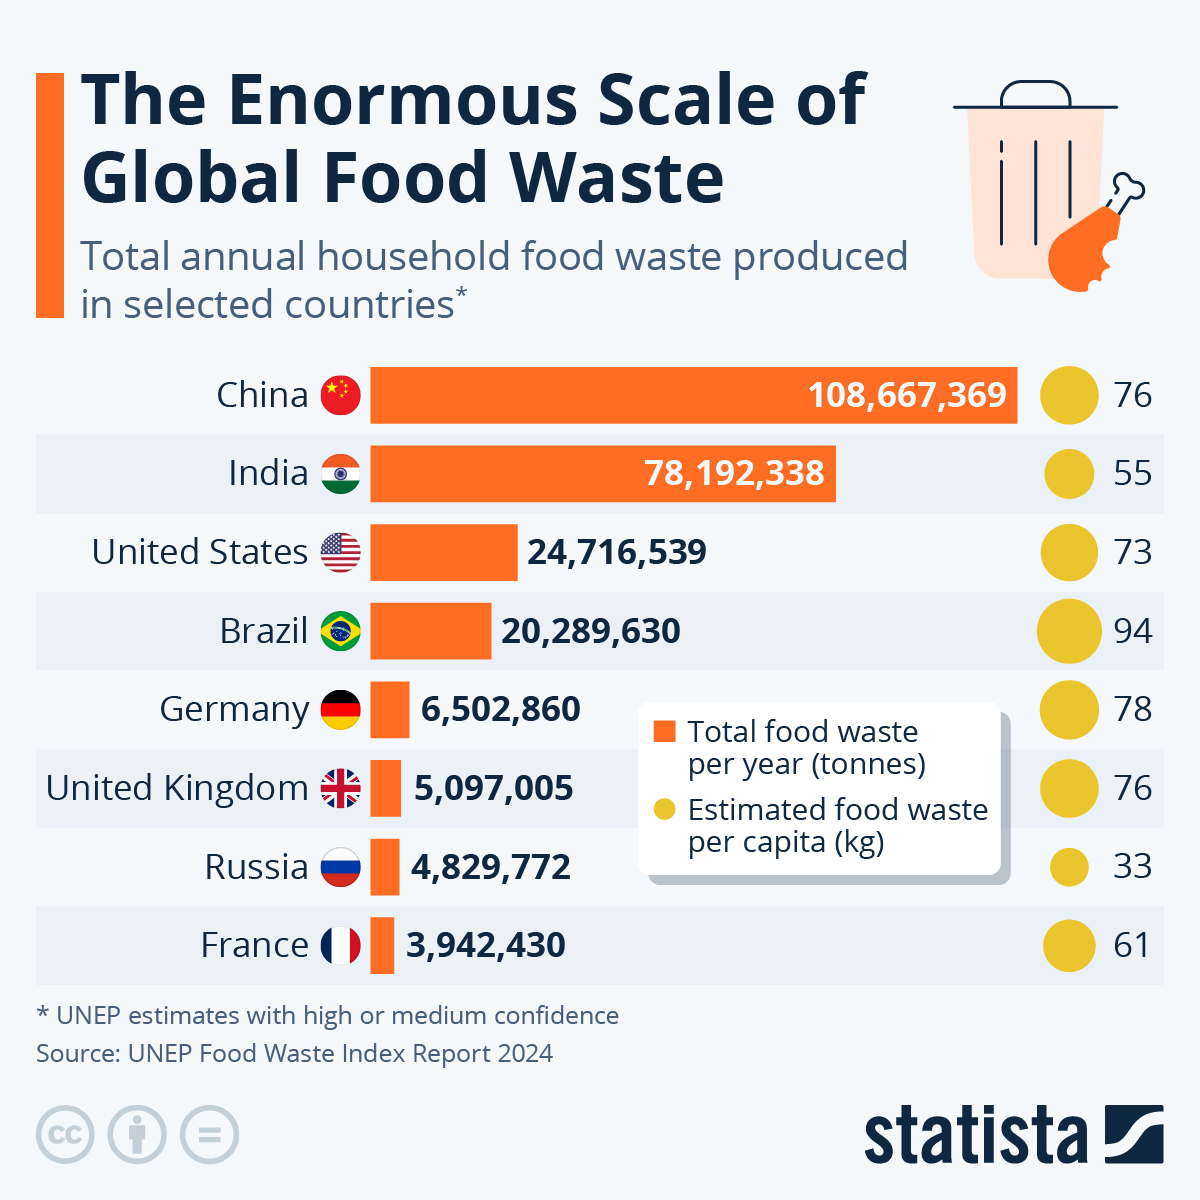 The Enormous Scale of
Global Food Waste
Total annual household food waste produced
in selected countries*
China 108,667,369 76
India 78,192,338 55
United States 24,716,539 73
Brazil 20,289,630 94
Germany 6,502,860 78
United Kingdom 5,097,005 76
Russia 4,829,772 33
France 3,942,430 61
Total food waste
per year (tonnes)
Estimated food waste
per capita (kg)
* UNEP estimates with high or medium confidence
Source: UNEP Food Waste Index Report 2024
cc
statista